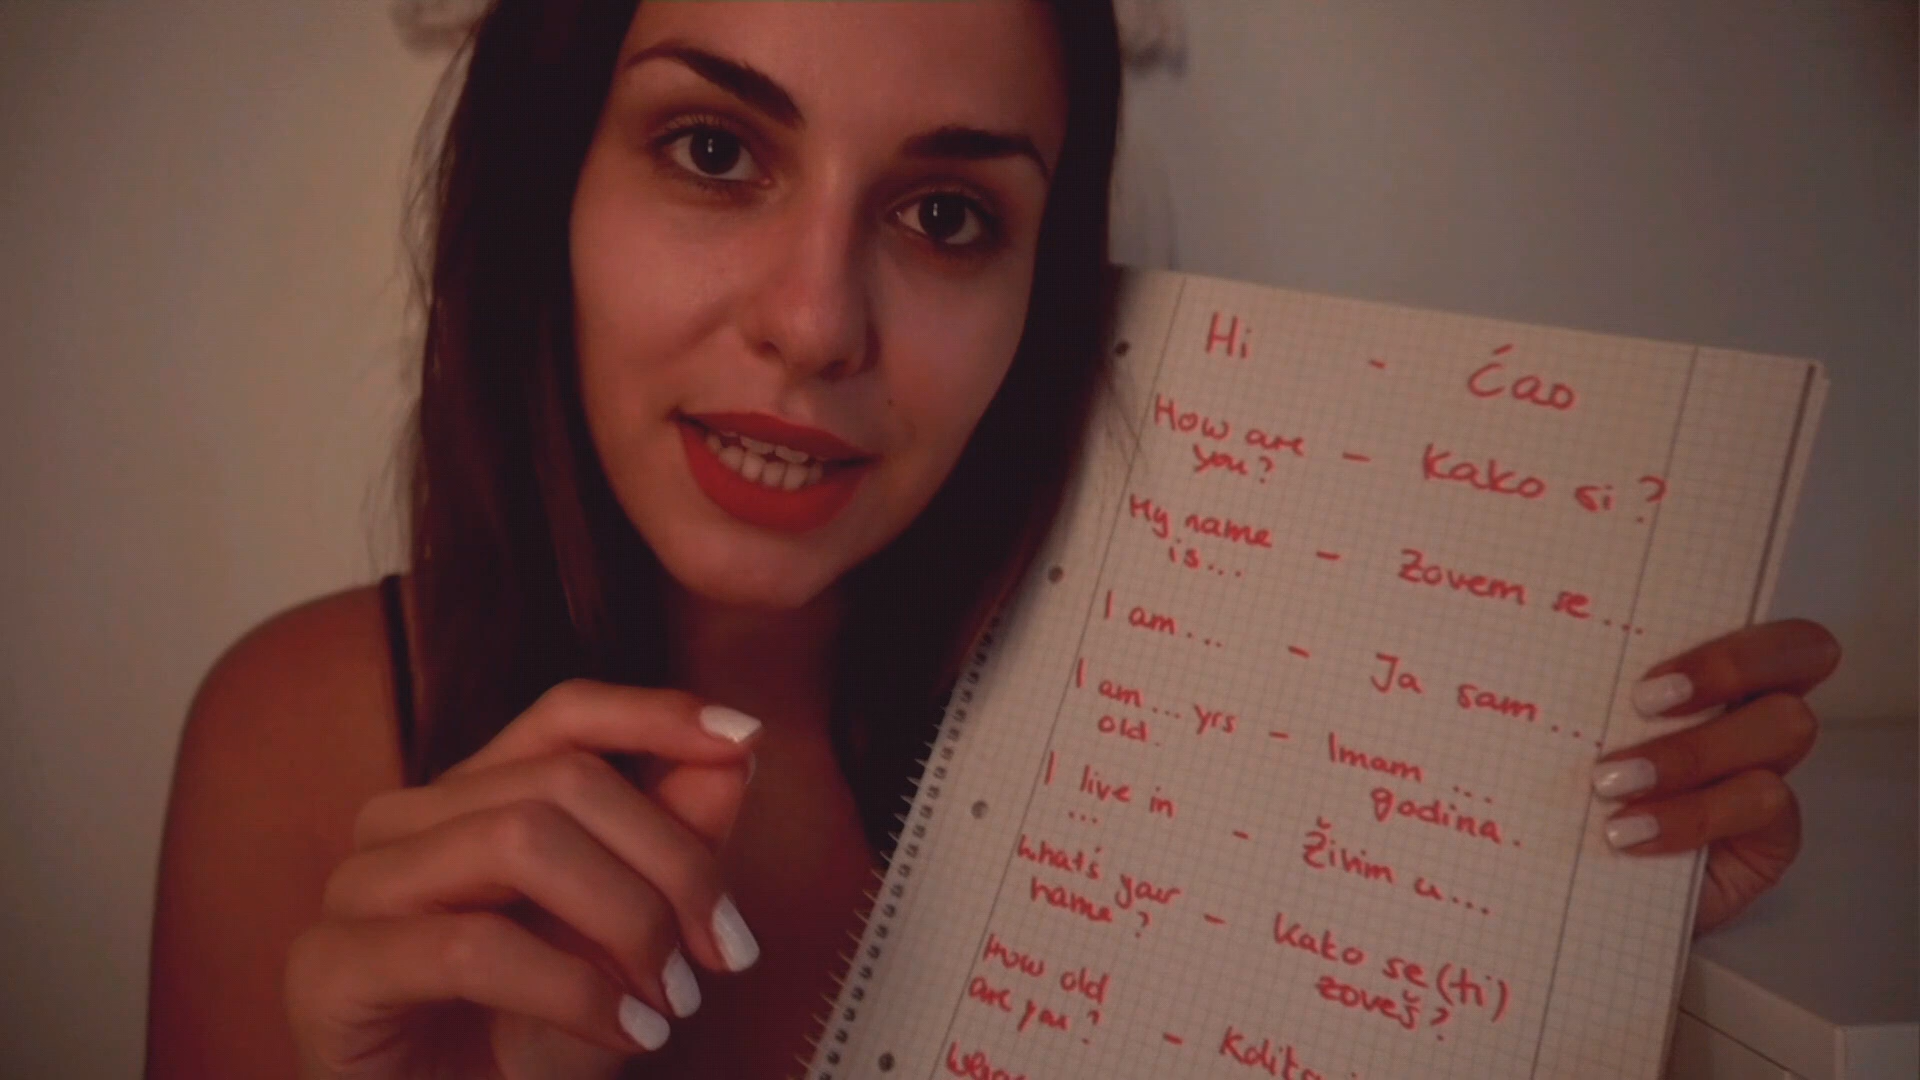 Hi - Ćao
How are - Kako si?
you?
My name - Zovem se...
is...
I am... - Ja sam...
I am... yrs - Imam ...
old. godina.
I live in - Živim u...
...
What's your - Kako se (ti)
name? zoveš?
How old
are you? -